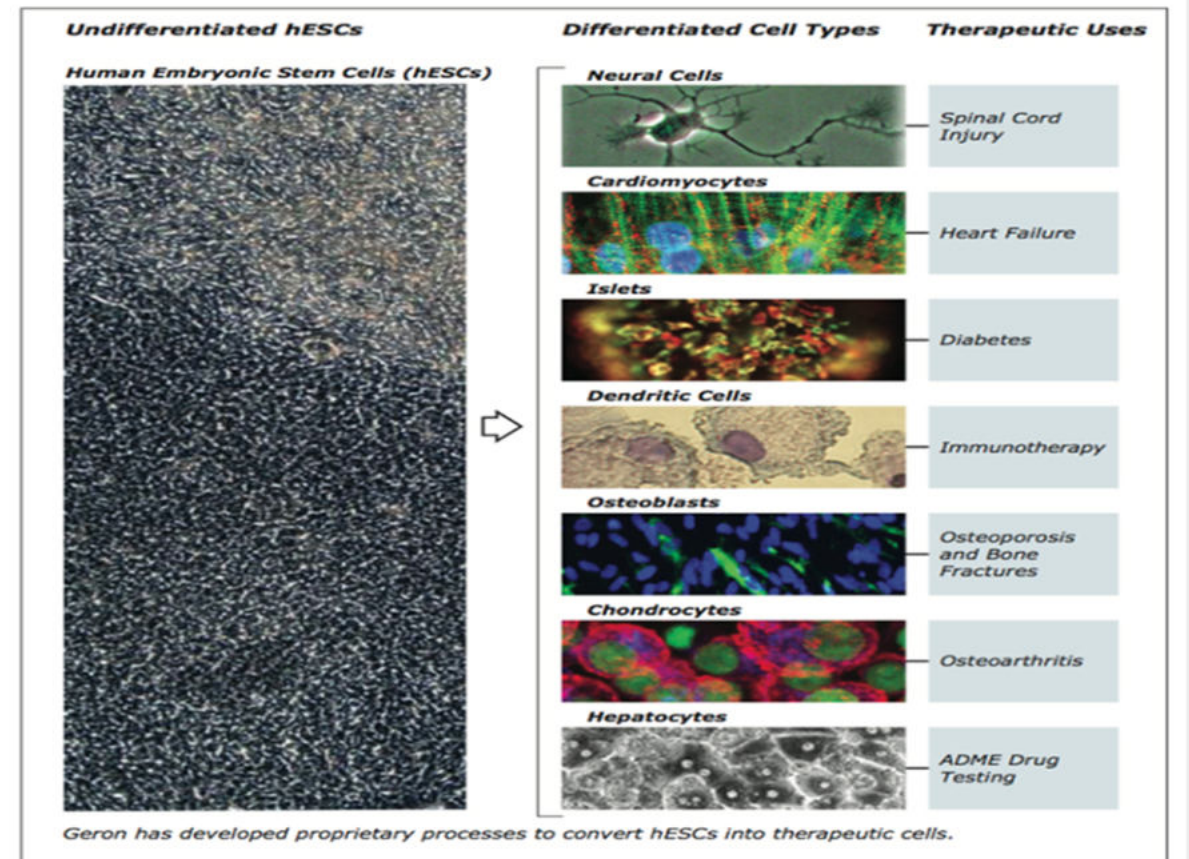 Undifferentiated hESCs
Differentiated Cell Types
Therapeutic Uses
Human Embryonic Stem Cells (hESCs)
Neural Cells
Spinal Cord
Injury
Cardiomyocytes
Heart Failure
Islets
Diabetes
Dendritic Cells
Immunotherapy
Osteoblasts
Osteoporosis
and Bone
Fractures
Chondrocytes
Osteoarthritis
Hepatocytes
ADME Drug
Testing
Geron has developed proprietary processes to convert hESCs into therapeutic cells.